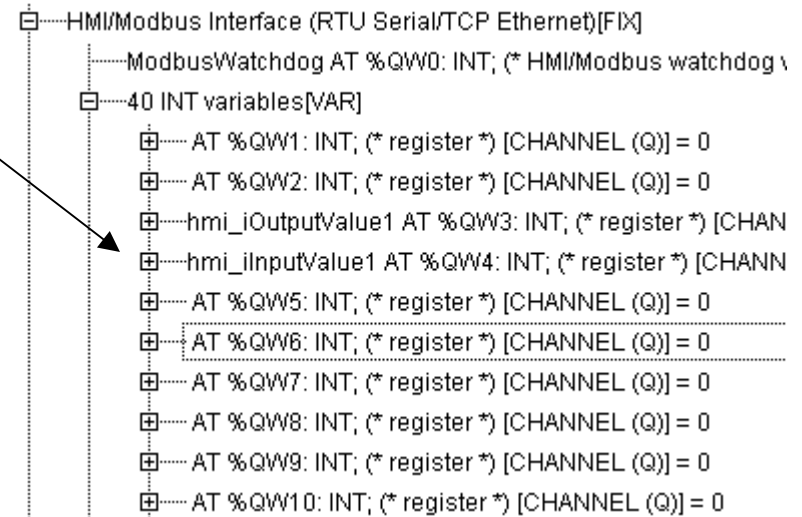 HMI/Modbus Interface (RTU Serial/TCP Ethernet)[FIX]
ModbusWatchdog AT %QW0: INT; (* HMI/Modbus watchdog
40 INT variables[VAR]
AT %QW1: INT; (* register *) [CHANNEL (Q)] = 0
AT %QW2: INT; (* register *) [CHANNEL (Q)] = 0
hmi_iOutputValue1 AT %QW3: INT; (* register *) [CHAN
hmi_iInputValue1 AT %QW4: INT; (* register *) [CHANN
AT %QW5: INT; (* register *) [CHANNEL (Q)] = 0
AT %QW6: INT; (* register *) [CHANNEL (Q)] = 0
AT %QW7: INT; (* register *) [CHANNEL (Q)] = 0
AT %QW8: INT; (* register *) [CHANNEL (Q)] = 0
AT %QW9: INT; (* register *) [CHANNEL (Q)] = 0
AT %QW10: INT; (* register *) [CHANNEL (Q)] = 0